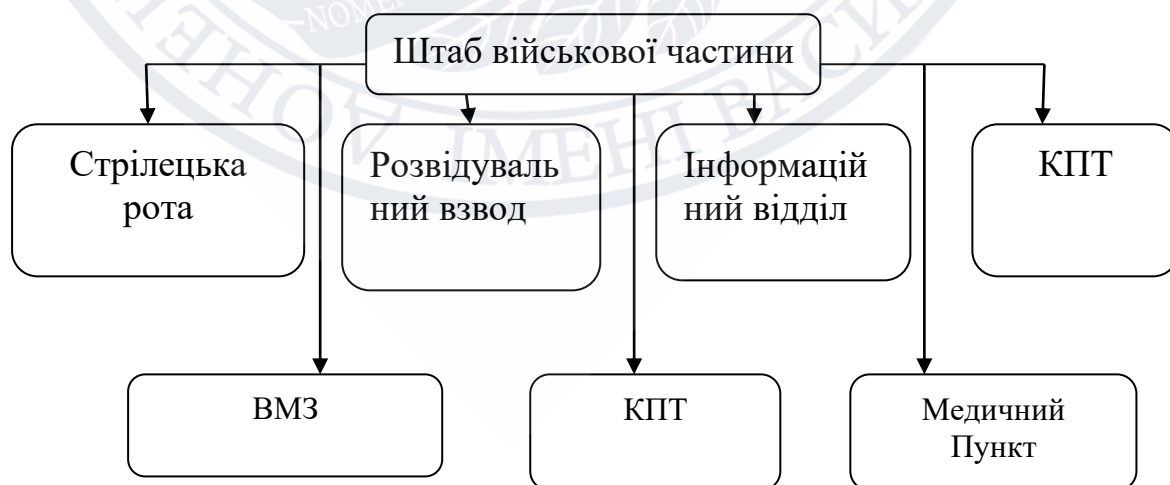 Штаб військової частини
Стрілецька
рота
Розвідуваль
ний взвод
Інформацій
ний відділ
КПТ
ВМЗ
КПТ
Медичний
Пункт